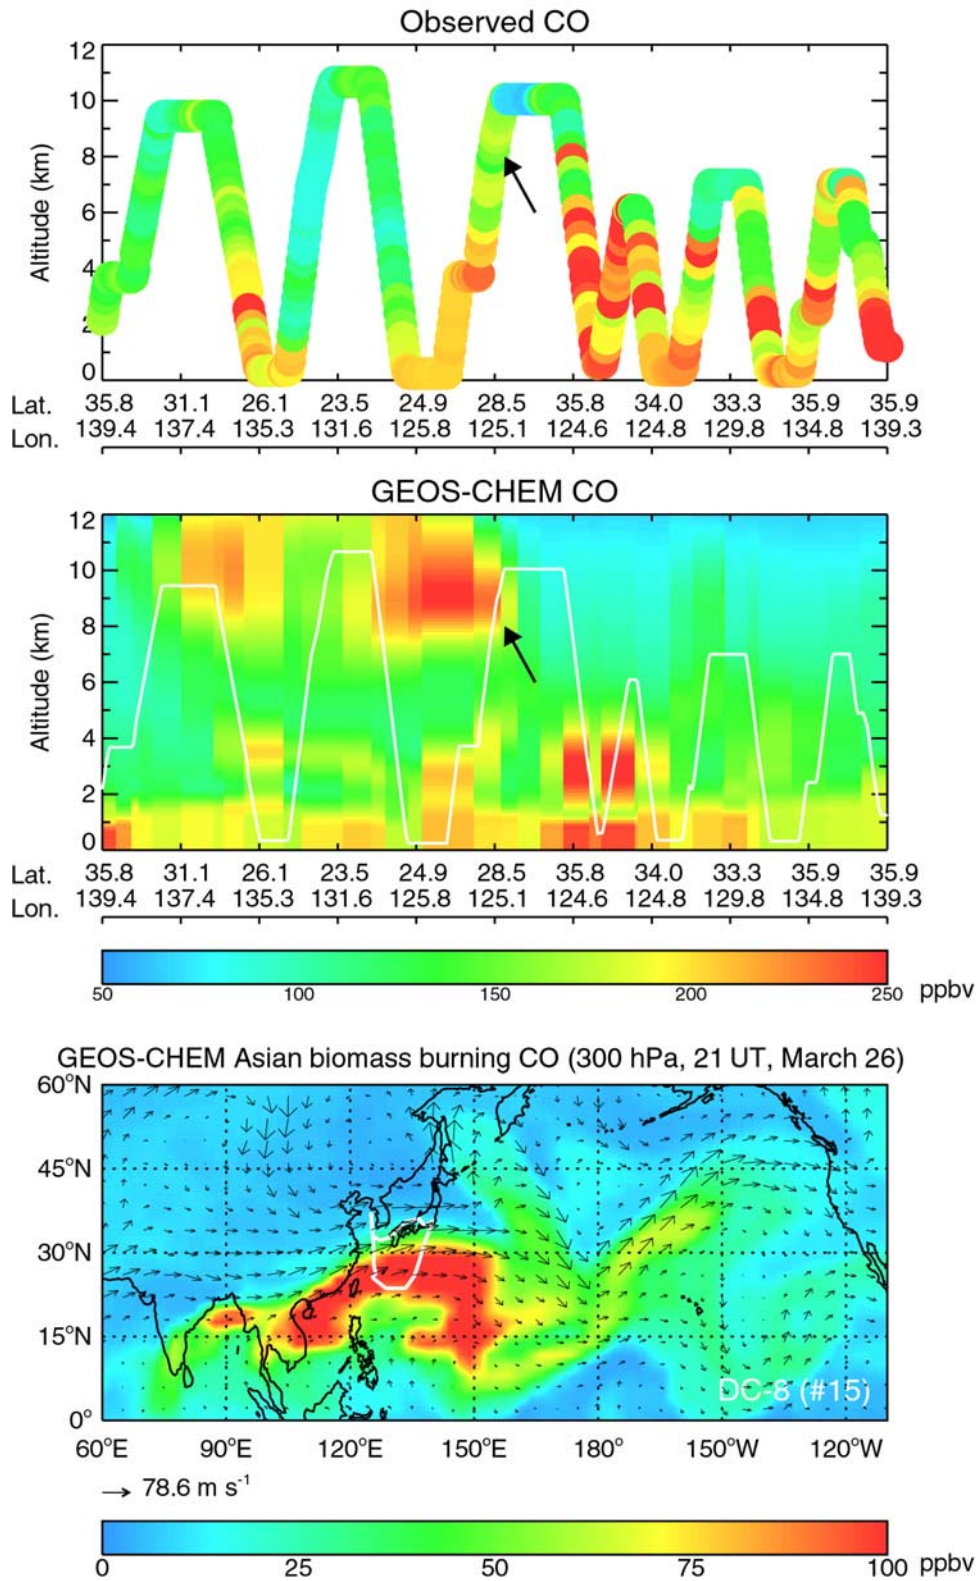 Observed CO
12
10
8
6
4
2
0
Altitude (km)
Lat. 35.8 31.1 26.1 23.5 24.9 28.5 35.8 34.0 33.3 35.9 35.9
Lon. 139.4 137.4 135.3 131.6 125.8 125.1 124.6 124.8 129.8 134.8 139.3
GEOS-CHEM CO
12
10
8
6
4
2
0
Altitude (km)
Lat. 35.8 31.1 26.1 23.5 24.9 28.5 35.8 34.0 33.3 35.9 35.9
Lon. 139.4 137.4 135.3 131.6 125.8 125.1 124.6 124.8 129.8 134.8 139.3
50 100 150 200 250 ppbv
GEOS-CHEM Asian biomass burning CO (300 hPa, 21 UT, March 26)
60°N
45°N
30°N
15°N
0°
DC-8 (#15)
60°E 90°E 120°E 150°E 180° 150°W 120°W
78.6 m s⁻¹
0 25 50 75 100 ppbv